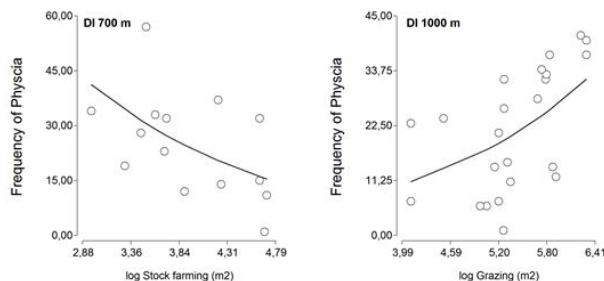 DI 700 m
60,00
45,00
30,00
15,00
0,00
Frequency of Physcia
2,88 3,36 3,84 4,31 4,79
log Stock farming (m2)
DI 1000 m
45,00
33,75
22,50
11,25
0,00
Frequency of Physcia
3,99 4,59 5,20 5,80 6,41
log Grazing (m2)